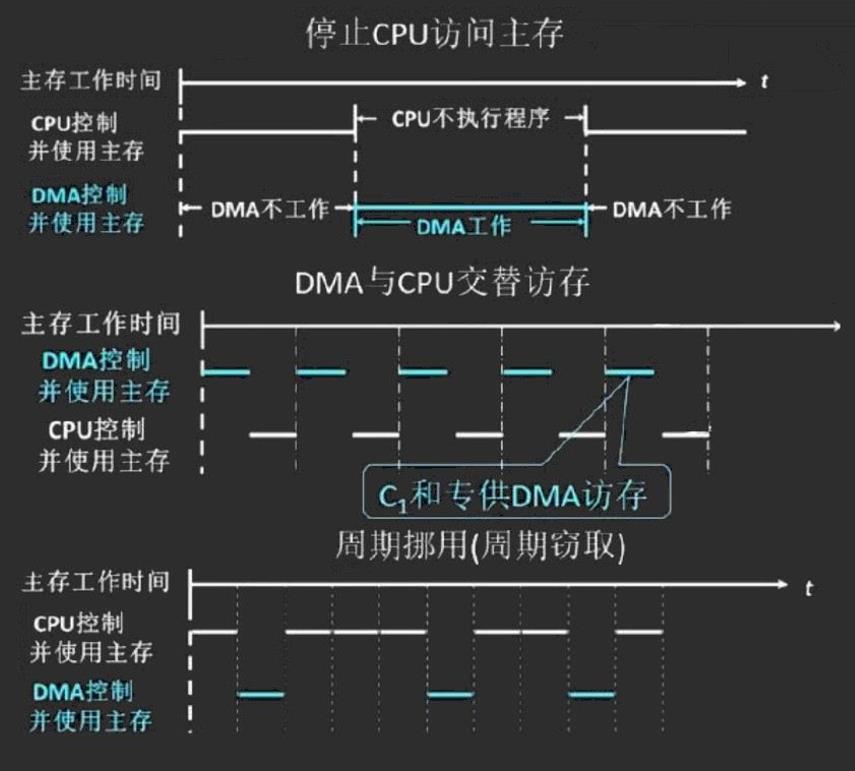 停止CPU访问主存
主存工作时间
t
CPU控制
并使用主存
CPU不执行程序
DMA控制
并使用主存
DMA不工作
DMA工作
DMA不工作
DMA与CPU交替访存
主存工作时间
DMA控制
并使用主存
CPU控制
并使用主存
C₁和专供DMA访存
周期挪用(周期窃取)
主存工作时间
t
CPU控制
并使用主存
DMA控制
并使用主存